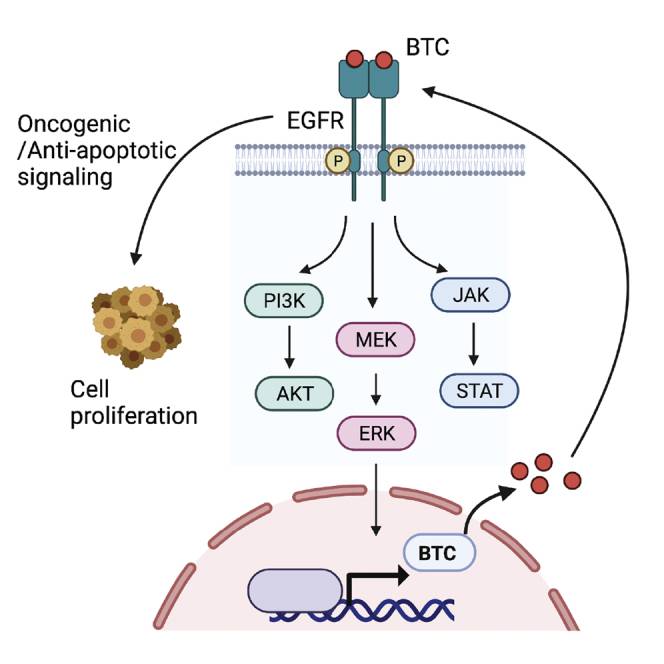 BTC
EGFR
Oncogenic
/Anti-apoptotic
signaling
P
P
PI3K
JAK
MEK
AKT
STAT
ERK
Cell
proliferation
BTC